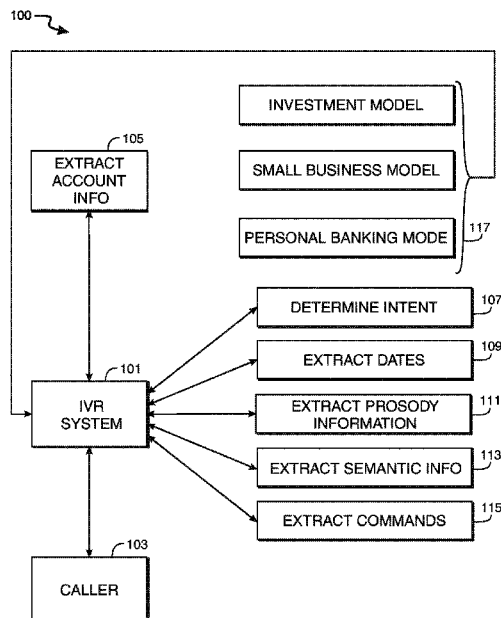 100
INVESTMENT MODEL
105
EXTRACT
ACCOUNT
INFO
SMALL BUSINESS MODEL
PERSONAL BANKING MODE
117
DETERMINE INTENT
107
EXTRACT DATES
109
101
IVR
SYSTEM
EXTRACT PROSODY
INFORMATION
111
EXTRACT SEMANTIC INFO
113
EXTRACT COMMANDS
115
103
CALLER